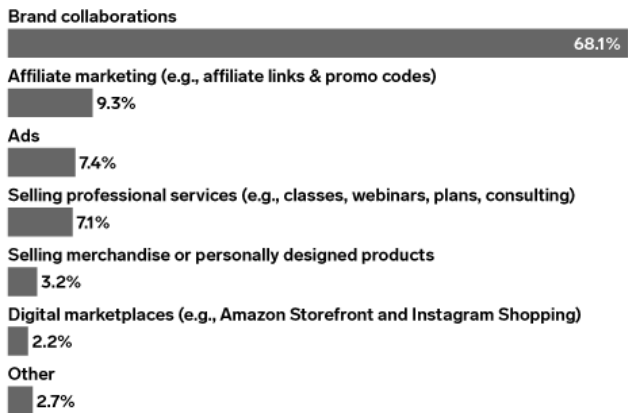 Brand collaborations
68.1%
Affiliate marketing (e.g., affiliate links & promo codes)
9.3%
Ads
7.4%
Selling professional services (e.g., classes, webinars, plans, consulting)
7.1%
Selling merchandise or personally designed products
3.2%
Digital marketplaces (e.g., Amazon Storefront and Instagram Shopping)
2.2%
Other
2.7%